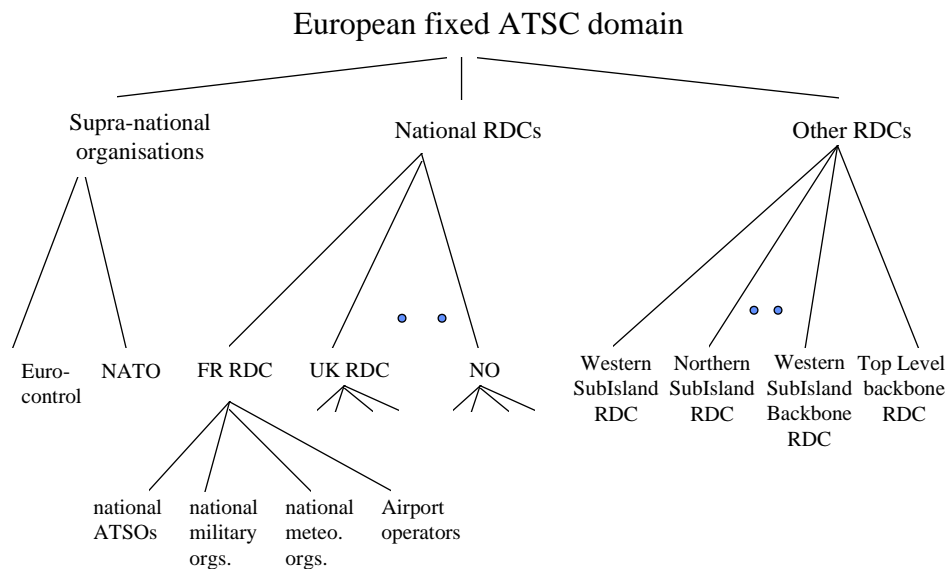 European fixed ATSC domain
Supra-national
organisations
National RDCs
Other RDCs
Euro-
control
NATO
FR RDC
UK RDC
NO
Western
SubIsland
RDC
Northern
SubIsland
RDC
Western
SubIsland
Backbone
RDC
Top Level
backbone
RDC
national
ATSOs
national
military
orgs.
national
meteo.
orgs.
Airport
operators